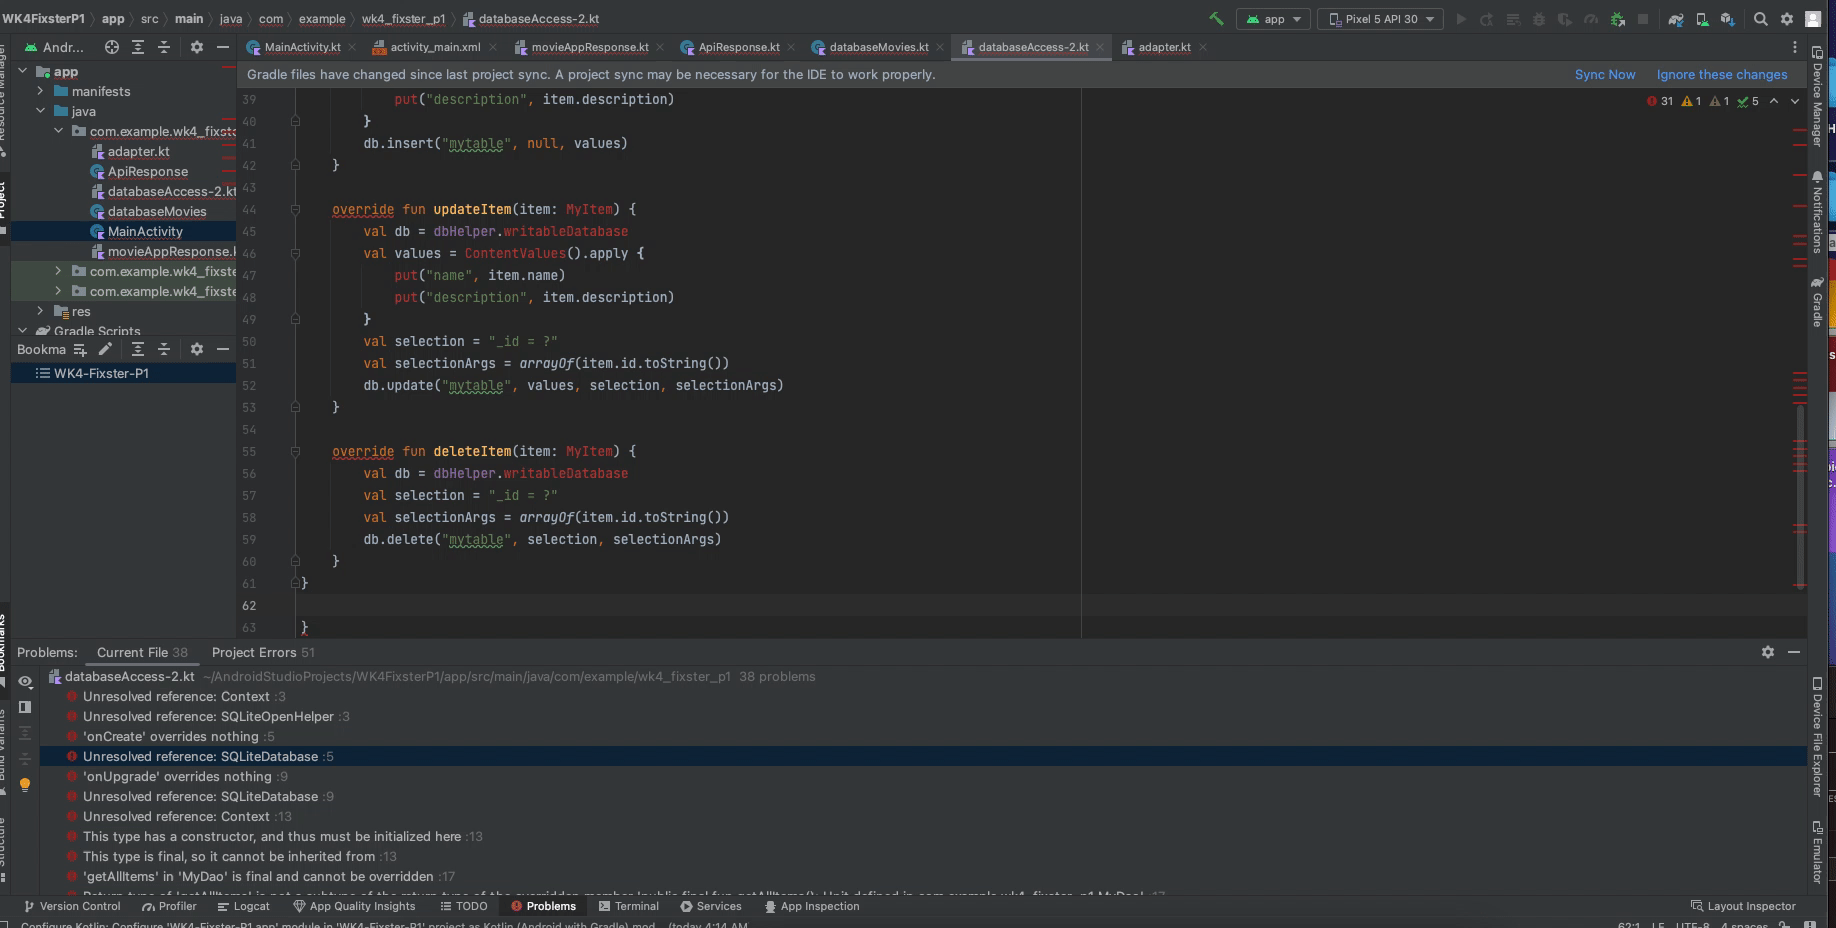 WK4FixsterP1 app src main java com example wk4_fixstr_p1 databaseAccess-2.kt
app Pixel 5 API 30
Andr...
MainActivity.kt activity_main.xml movieAppResponse.kt ApiResponse.kt databaseMovies.kt databaseAccess-2.kt adapter.kt
Gradle files have changed since last project sync. A project sync may be necessary for the IDE to work properly. Sync Now Ignore these changes
31 1 1 5
app
manifests
java
com.example.wk4_fixst
adapter.kt
ApiResponse
databaseAccess-2.kt
databaseMovies
MainActivity
movieAppResponse.
com.example.wk4_fixste
com.example.wk4_fixste
res
Gradle Scripts
Bookma
WK4-Fixster-P1
39 put("description", item.description)
40 }
41 db.insert("mytable", null, values)
42 }
43
44 override fun updateItem(item: MyItem) {
45 val db = dbHelper.writableDatabase
46 val values = ContentValues().apply {
47 put("name", item.name)
48 put("description", item.description)
49 }
50 val selection = "_id = ?"
51 val selectionArgs = arrayOf(item.id.toString())
52 db.update("mytable", values, selection, selectionArgs)
53 }
54
55 override fun deleteItem(item: MyItem) {
56 val db = dbHelper.writableDatabase
57 val selection = "_id = ?"
58 val selectionArgs = arrayOf(item.id.toString())
59 db.delete("mytable", selection, selectionArgs)
60 }
61 }
62
63 }
Problems: Current File 38 Project Errors 51
databaseAccess-2.kt ~/AndroidStudioProjects/WK4FixsterP1/app/src/main/java/com/example/wk4_fixstr_p1 38 problems
Unresolved reference: Context :3
Unresolved reference: SQLiteOpenHelper :3
'onCreate' overrides nothing :5
Unresolved reference: SQLiteDatabase :5
'onUpgrade' overrides nothing :9
Unresolved reference: SQLiteDatabase :9
Unresolved reference: Context :13
This type has a constructor, and thus must be initialized here :13
This type is final, so it cannot be inherited from :13
'getAllItems' in 'MyDao' is final and cannot be overridden :17
Version Control Profiler Logcat App Quality Insights TODO Problems Terminal Services App Inspection Layout Inspector
Configure Kotlin: Configure 'WK4-Fixster-P1.app' module in 'WK4-Fixster-P1' project as Kotlin (Android with Gradle) mod... (today 4:14 AM 62:1 LF UTF-8 4 spaces
Resource Manager
Project
Bookmarks
Build Variants
Structure
Device Manager
Notifications
Gradle
Device File Explorer
Emulator